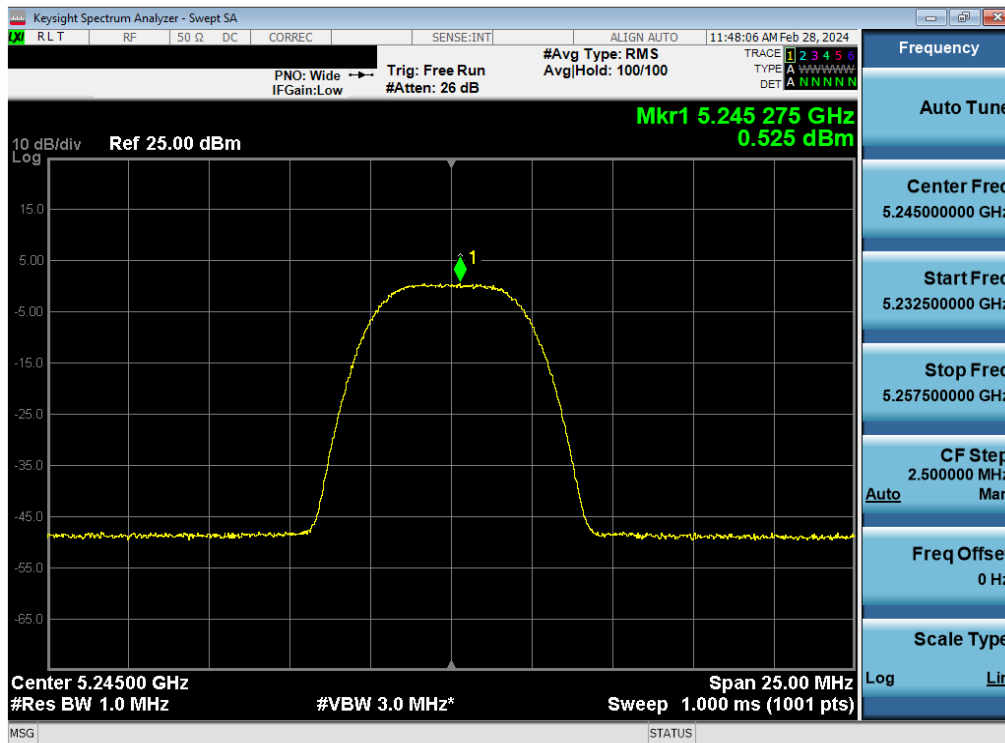 Keysight Spectrum Analyzer - Swept SA
LXI RLT RF 50 Ω DC CORREC SENSE:INT ALIGN AUTO 11:48:06 AM Feb 28, 2024
PNO: Wide
IFGain:Low
Trig: Free Run
#Atten: 26 dB
#Avg Type: RMS
Avg|Hold: 100/100
TRACE 1 2 3 4 5 6
TYPE A WWWWW
DET A N N N N N
Mkr1 5.245 275 GHz
0.525 dBm
10 dB/div Ref 25.00 dBm
Log
15.0
5.00
-5.00
-15.0
-25.0
-35.0
-45.0
-55.0
-65.0
1
Center 5.24500 GHz Span 25.00 MHz
#Res BW 1.0 MHz #VBW 3.0 MHz* Sweep 1.000 ms (1001 pts)
MSG STATUS
Frequency
Auto Tune
Center Freq
5.245000000 GHz
Start Freq
5.232500000 GHz
Stop Freq
5.257500000 GHz
CF Step
2.500000 MHz
Auto Man
Freq Offset
0 Hz
Scale Type
Log Lin